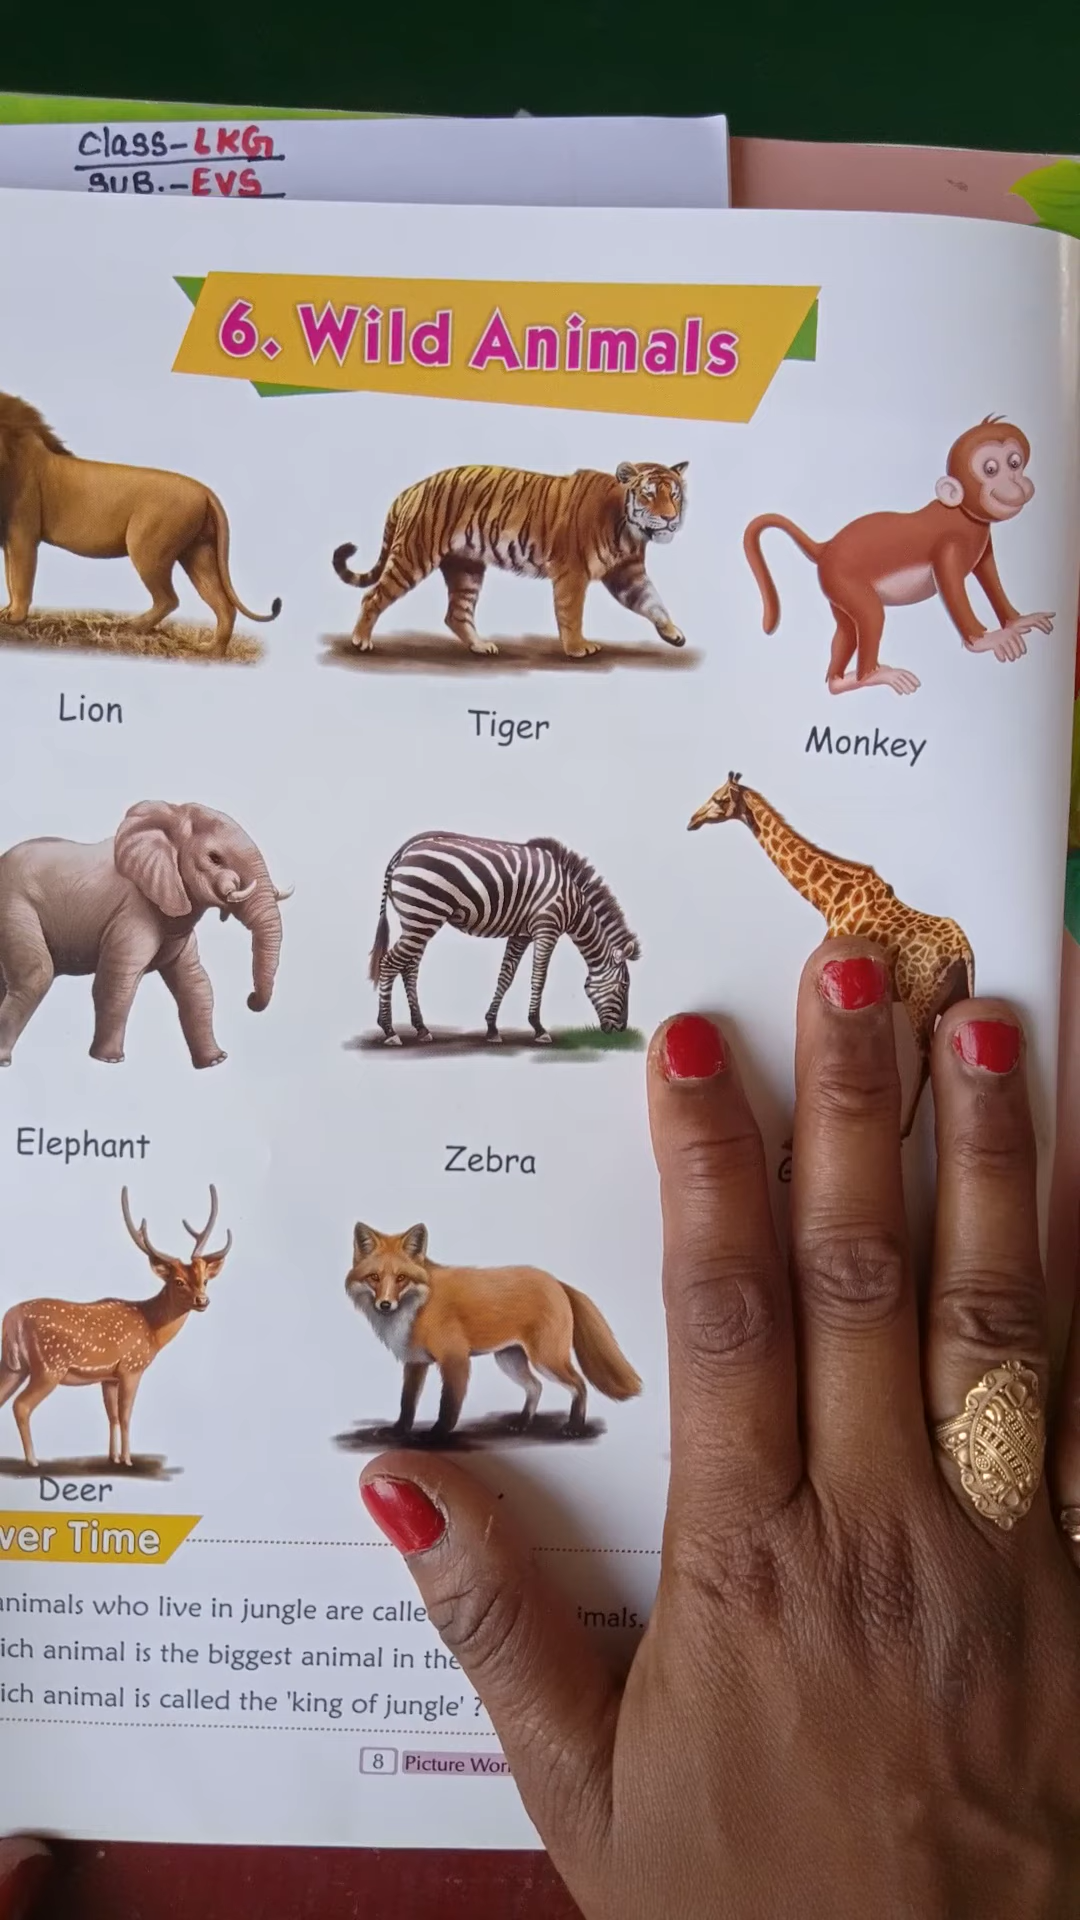 Class-LKG
SUB.-EVS
6. Wild Animals
Lion
Tiger
Monkey
Elephant
Zebra
Deer
ver Time
animals who live in jungle are calle
imals.
ich animal is the biggest animal in the
ich animal is called the 'king of jungle' ?
8
Picture Wor